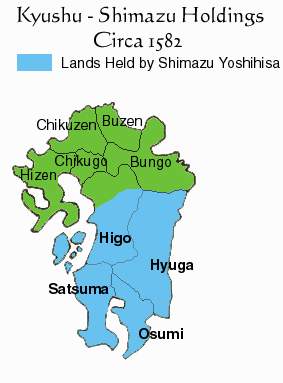 Kyushu - Shimazu Holdings
Circa 1582
Lands Held by Shimazu Yoshihisa
Chikuzen
Buzen
Chikugo
Bungo
Hizen
Higo
Hyuga
Satsuma
Osumi